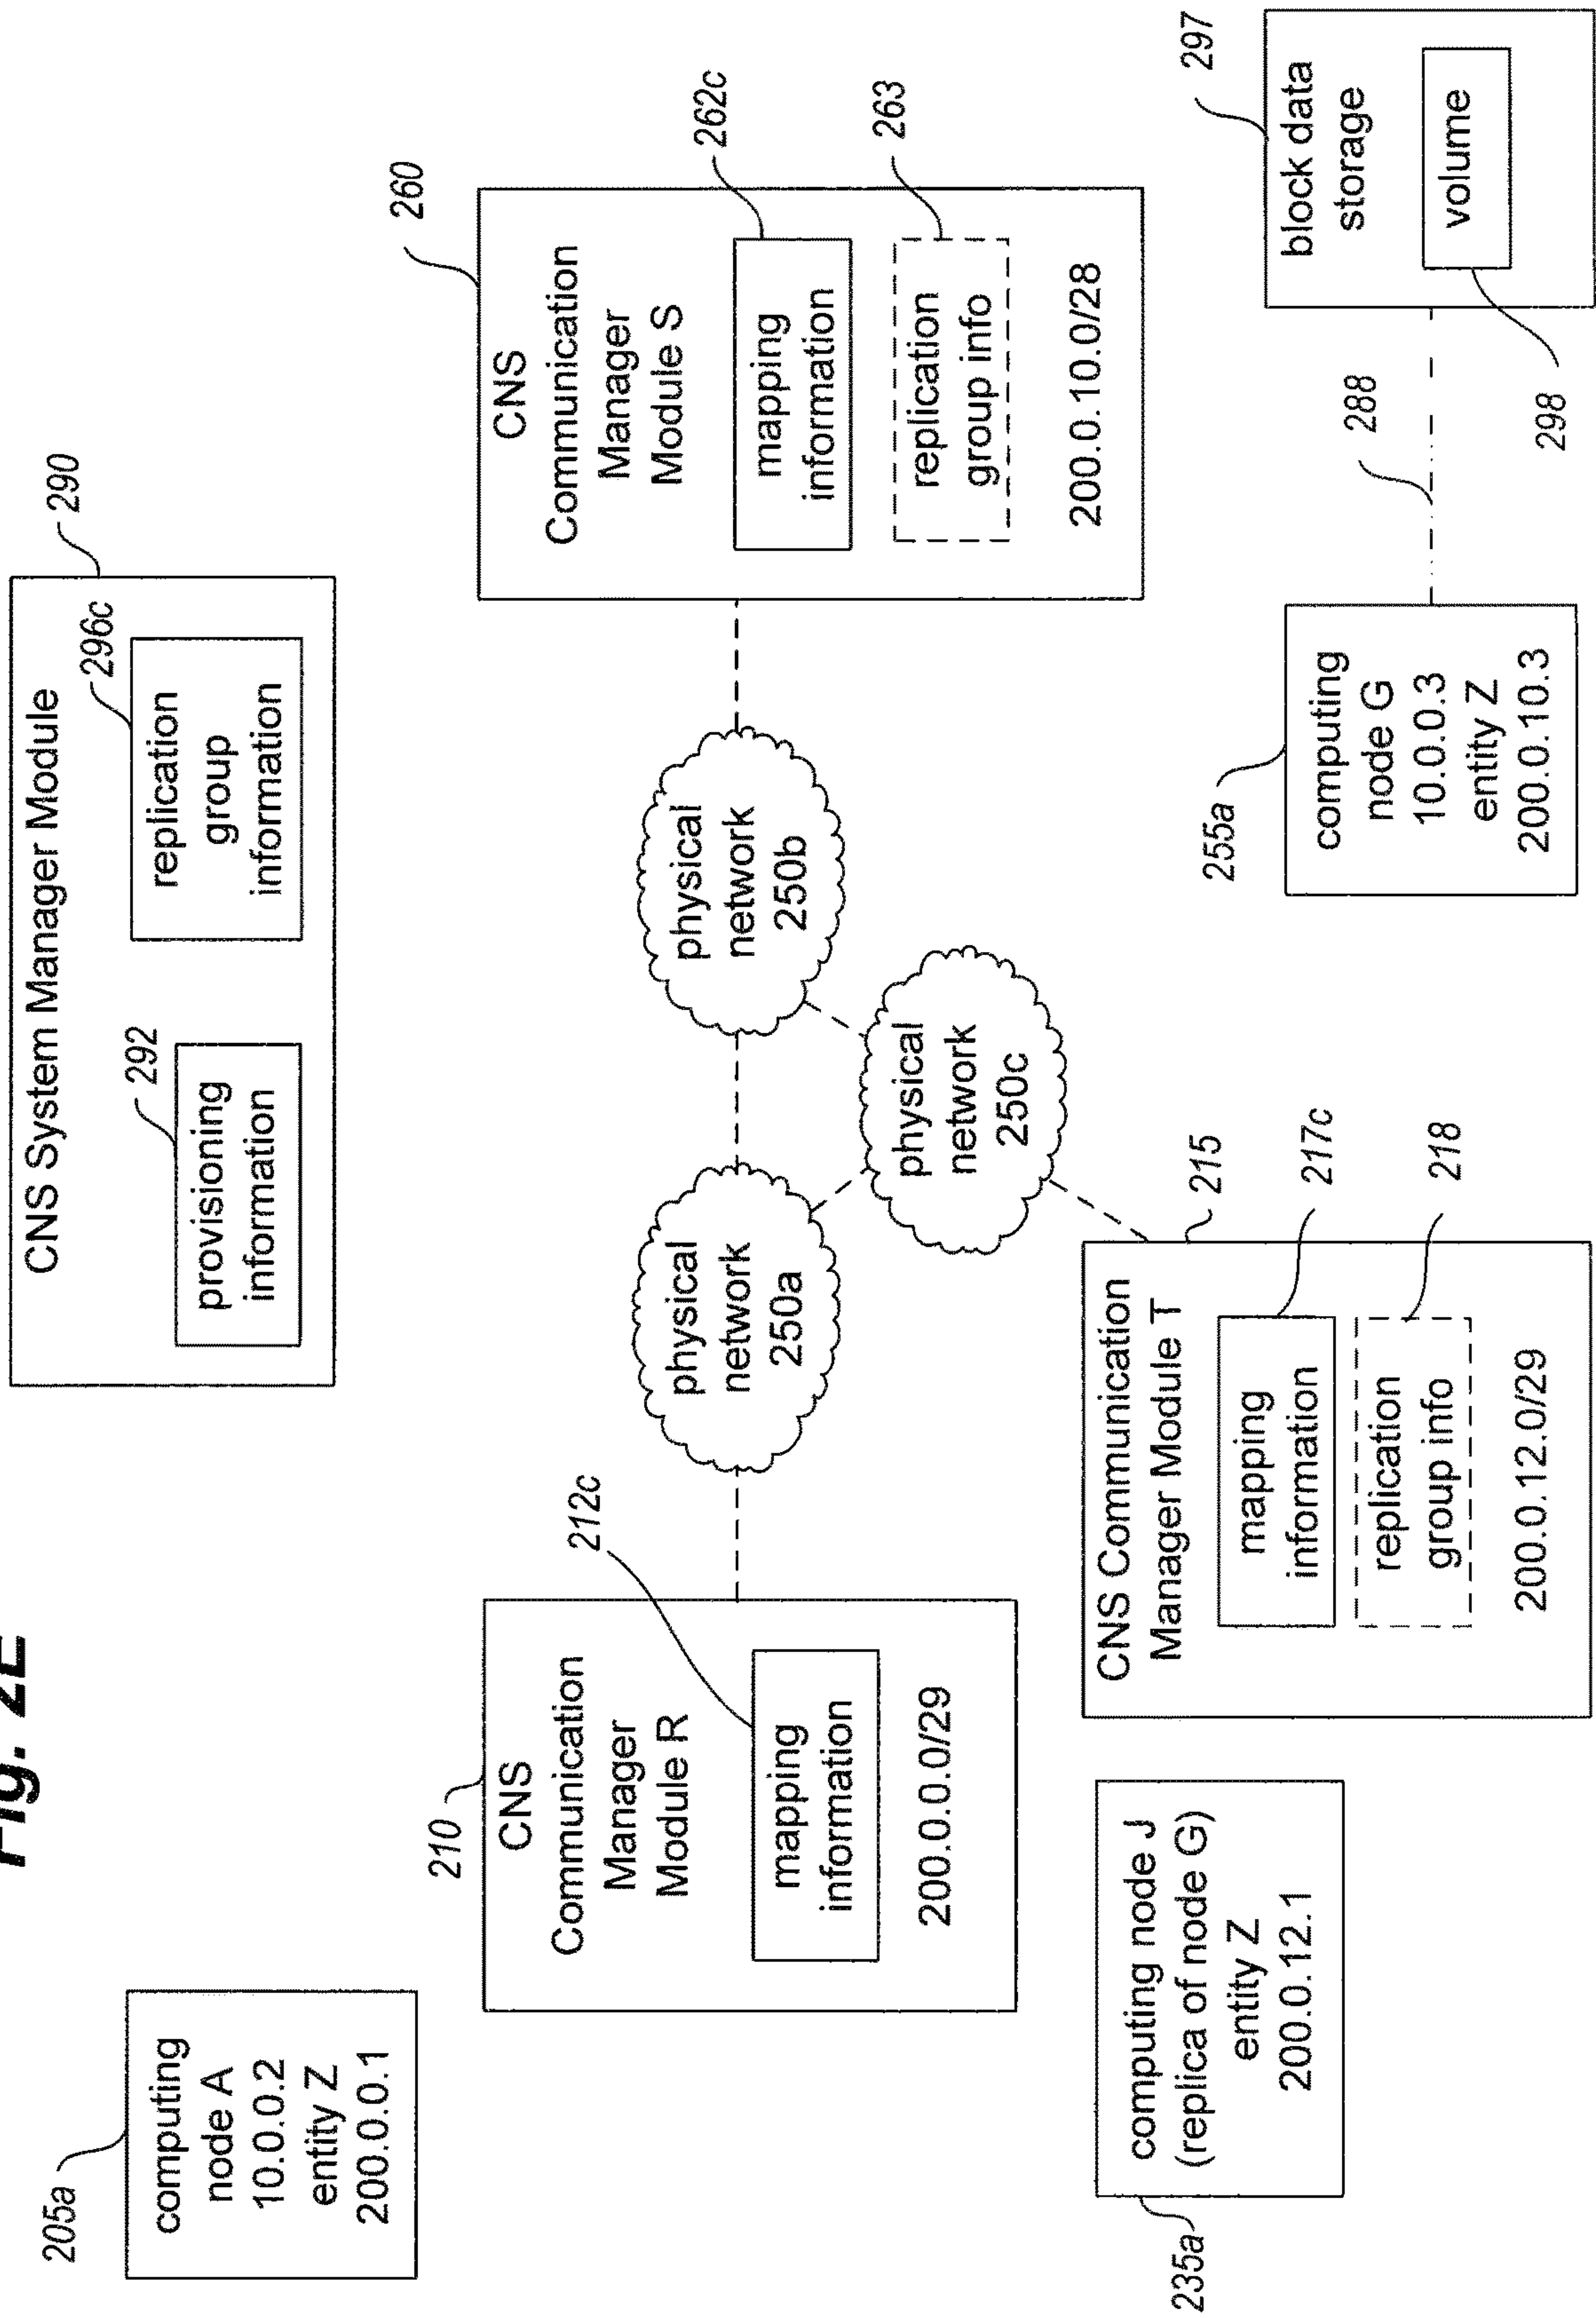 Fig. 2E
205a
computing
node A
10.0.0.2
entity Z
200.0.0.1
CNS System Manager Module
290
292
provisioning
information
296c
replication
group
information
210
CNS
Communication
Manager
Module R
212c
mapping
information
200.0.0.0/29
physical
network
250a
physical
network
250b
physical
network
250c
260
CNS
Communication
Manager
Module S
262c
mapping
information
263
replication
group info
200.0.10.0/28
235a
computing node J
(replica of node G)
entity Z
200.0.12.1
215
CNS Communication
Manager Module T
217c
mapping
information
218
replication
group info
200.0.12.0/29
255a
computing
node G
10.0.0.3
entity Z
200.0.10.3
288
297
block data
storage
volume
298